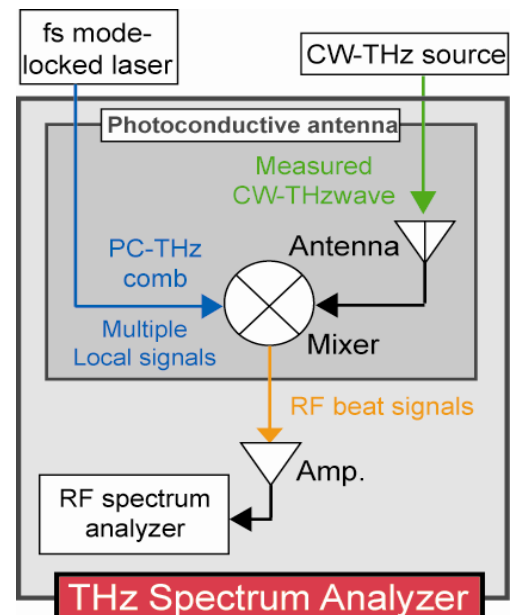 fs mode-
locked laser
CW-THz source
Photoconductive antenna
Measured
CW-THzwave
Antenna
PC-THz
comb
Multiple
Local signals
Mixer
RF beat signals
Amp.
RF spectrum
analyzer
THz Spectrum Analyzer